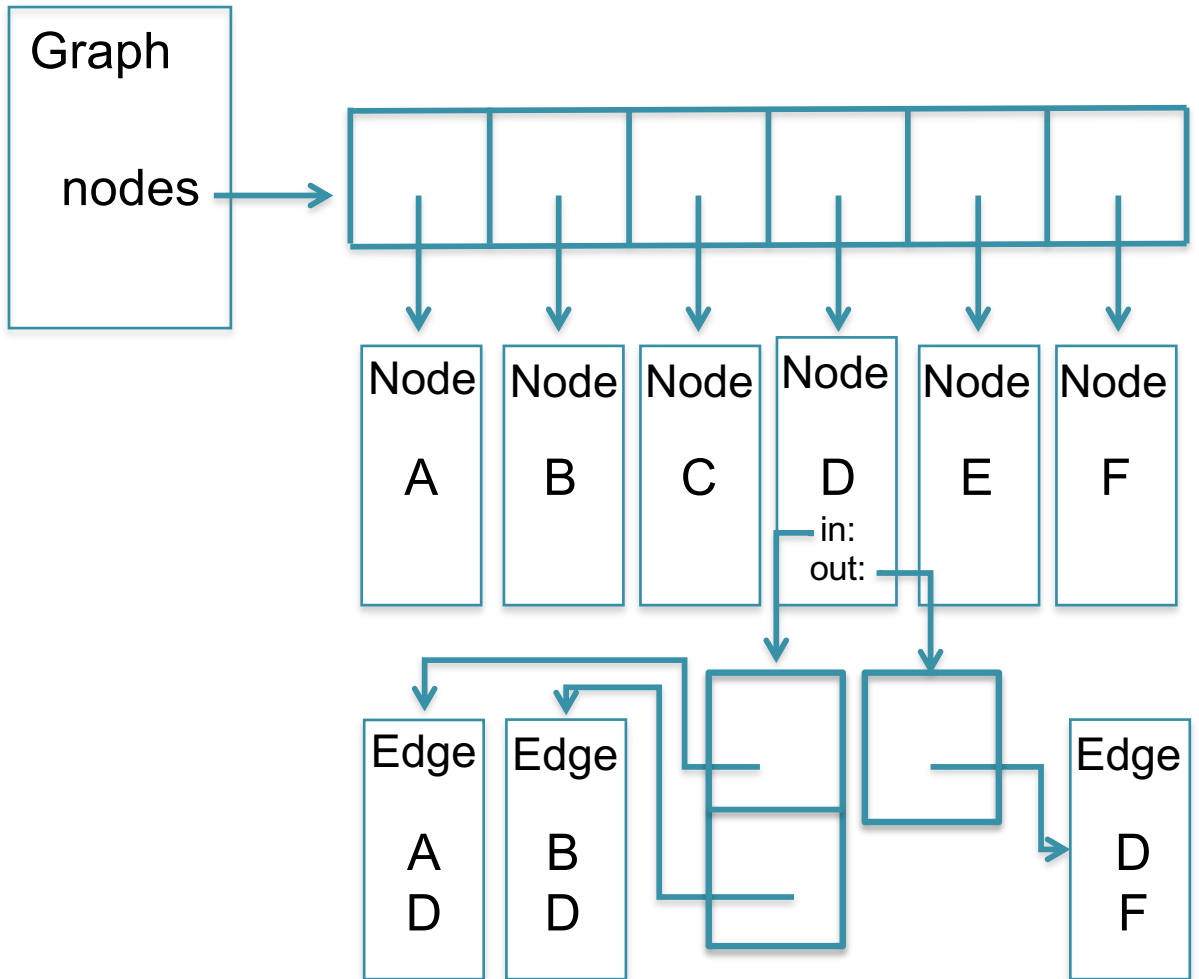 Graph
nodes
Node Node Node Node Node Node
A B C D E F
in:
out:
Edge Edge Edge
A B D
D D F